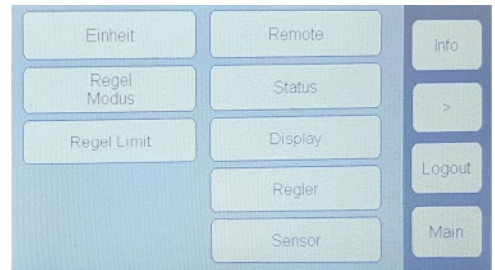 Einheit
Regel
Modus
Regel Limit
Remote
Status
Display
Regler
Sensor
Info
>
Logout
Main